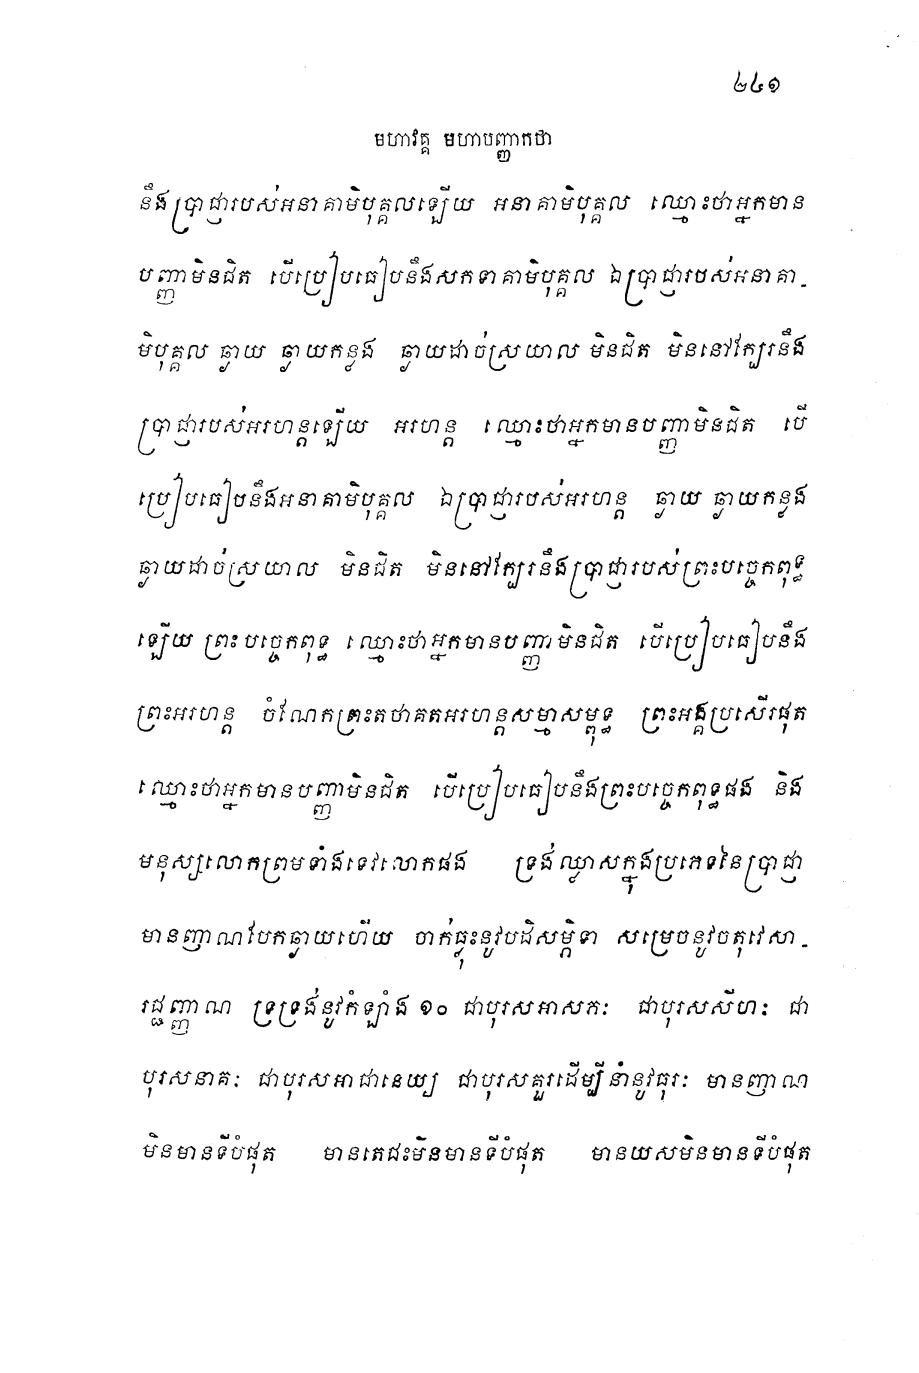 ២៤១
មហាវគ្គ មហាបញ្ញាកថា
នឹងប្រាជ្ញារបស់អនាគាមិបុគ្គលឡើយ អនាគាមិបុគ្គល ឈ្មោះថាអ្នកមាន
បញ្ញាមិនជិត បើប្រៀបធៀបនឹងសកទាគាមិបុគ្គល ឯប្រាជ្ញារបស់អនាគា-
មិបុគ្គល ឆ្ងាយ ឆ្ងាយកន្លង ឆ្ងាយដាច់ស្រយាល មិនជិត មិននៅក្បែរនឹង
ប្រាជ្ញារបស់អរហន្តឡើយ អរហន្ត ឈ្មោះថាអ្នកមានបញ្ញាមិនជិត បើ
ប្រៀបធៀបនឹងអនាគាមិបុគ្គល ឯប្រាជ្ញារបស់អរហន្ត ឆ្ងាយ ឆ្ងាយកន្លង
ឆ្ងាយដាច់ស្រយាល មិនជិត មិននៅក្បែរនឹងប្រាជ្ញារបស់ព្រះបច្ចេកពុទ្ធ
ឡើយ ព្រះបច្ចេកពុទ្ធ ឈ្មោះថាអ្នកមានបញ្ញាមិនជិត បើប្រៀបធៀបនឹង
ព្រះអរហន្ត ចំណែកព្រះតថាគតអរហន្តសម្មាសម្ពុទ្ធ ព្រះអង្គប្រសើរផុត
ឈ្មោះថាអ្នកមានបញ្ញាមិនជិត បើប្រៀបធៀបនឹងព្រះបច្ចេកពុទ្ធផង និង
មនុស្សលោកព្រមទាំងទេវលោកផង ទ្រង់ឈ្លាសក្នុងប្រភេទនៃប្រាជ្ញា
មានញាណបែកធ្លាយហើយ ចាក់ធ្លុះនូវបដិសម្ភិទា សម្រេចនូវចតុវេសា-
រជ្ជញ្ញាណ ទ្រទ្រង់នូវកំឡាំង ១០ ជាបុរសអាសភៈ ជាបុរសសីហៈ ជា
បុរសនាគៈ ជាបុរសអាជានេយ្យ ជាបុរសគួរដើម្បីនាំនូវធុរៈ មានញាណ
មិនមានទីបំផុត មានតេជះមិនមានទីបំផុត មានយសមិនមានទីបំផុត